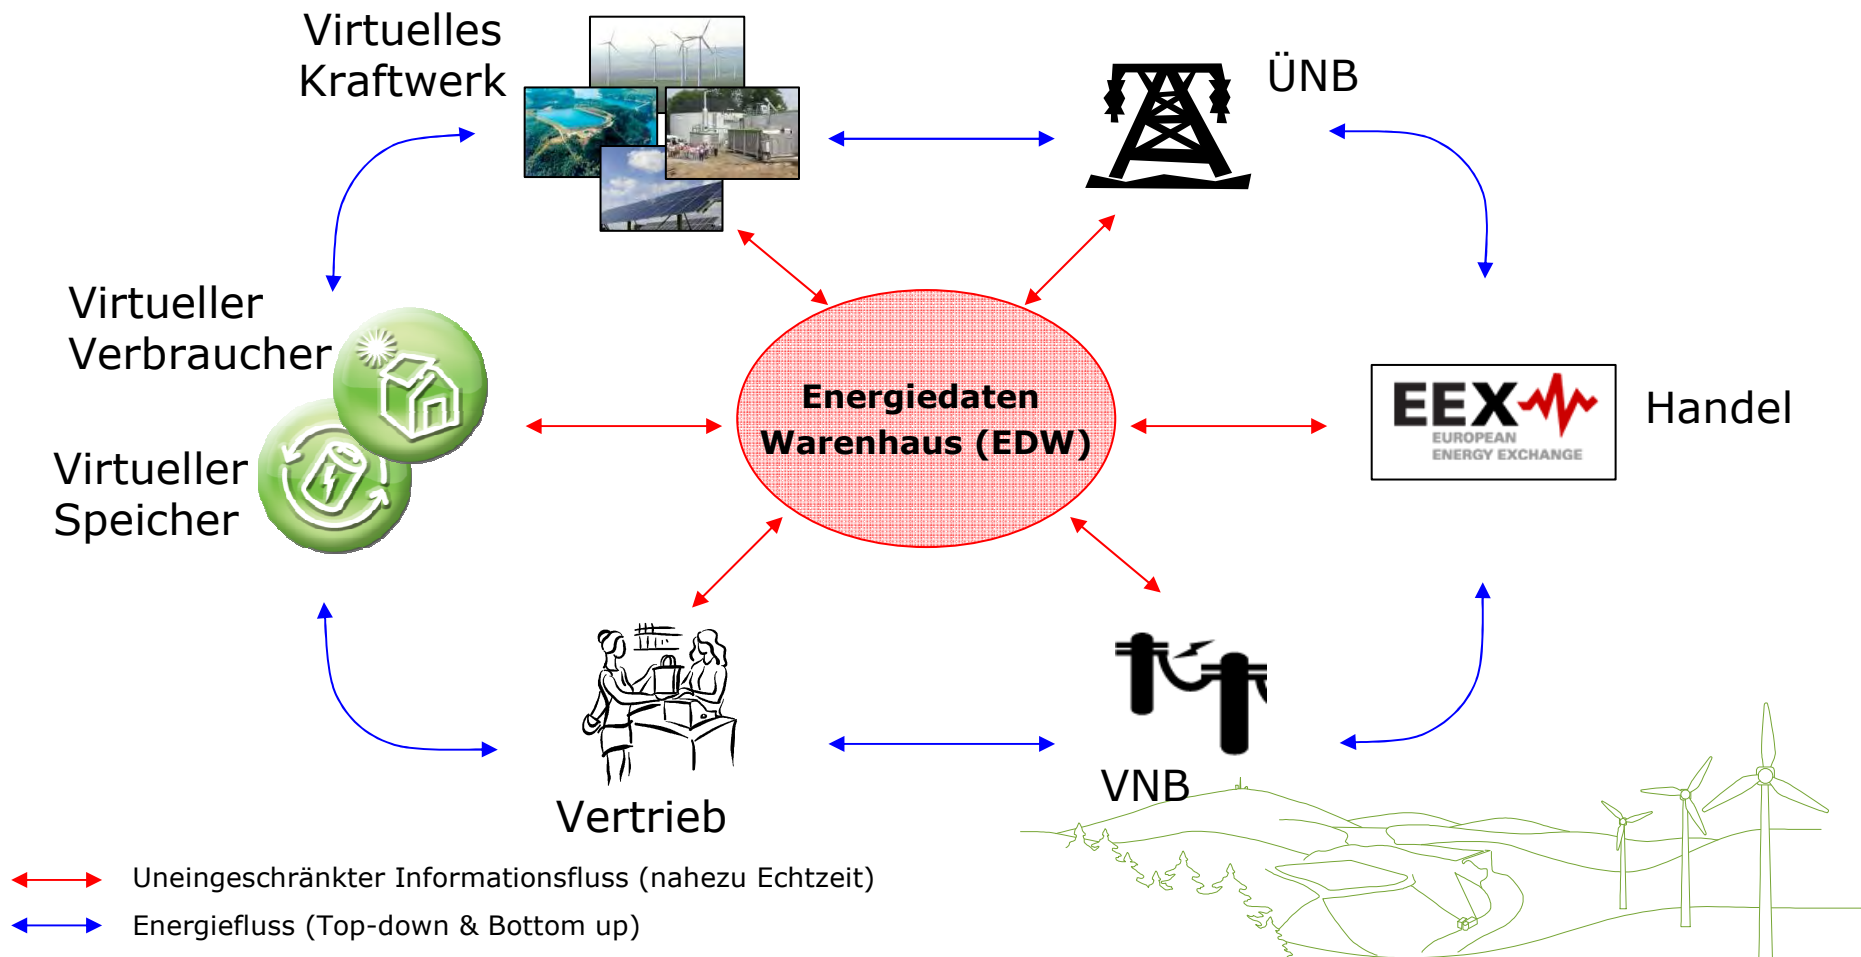 Virtuelles
Kraftwerk
ÜNB
Virtueller
Verbraucher
Virtueller
Speicher
Energiedaten
Warenhaus (EDW)
EEX
EUROPEAN
ENERGY EXCHANGE
Handel
Vertrieb
VNB
Uneingeschränkter Informationsfluss (nahezu Echtzeit)
Energiefluss (Top-down & Bottom up)